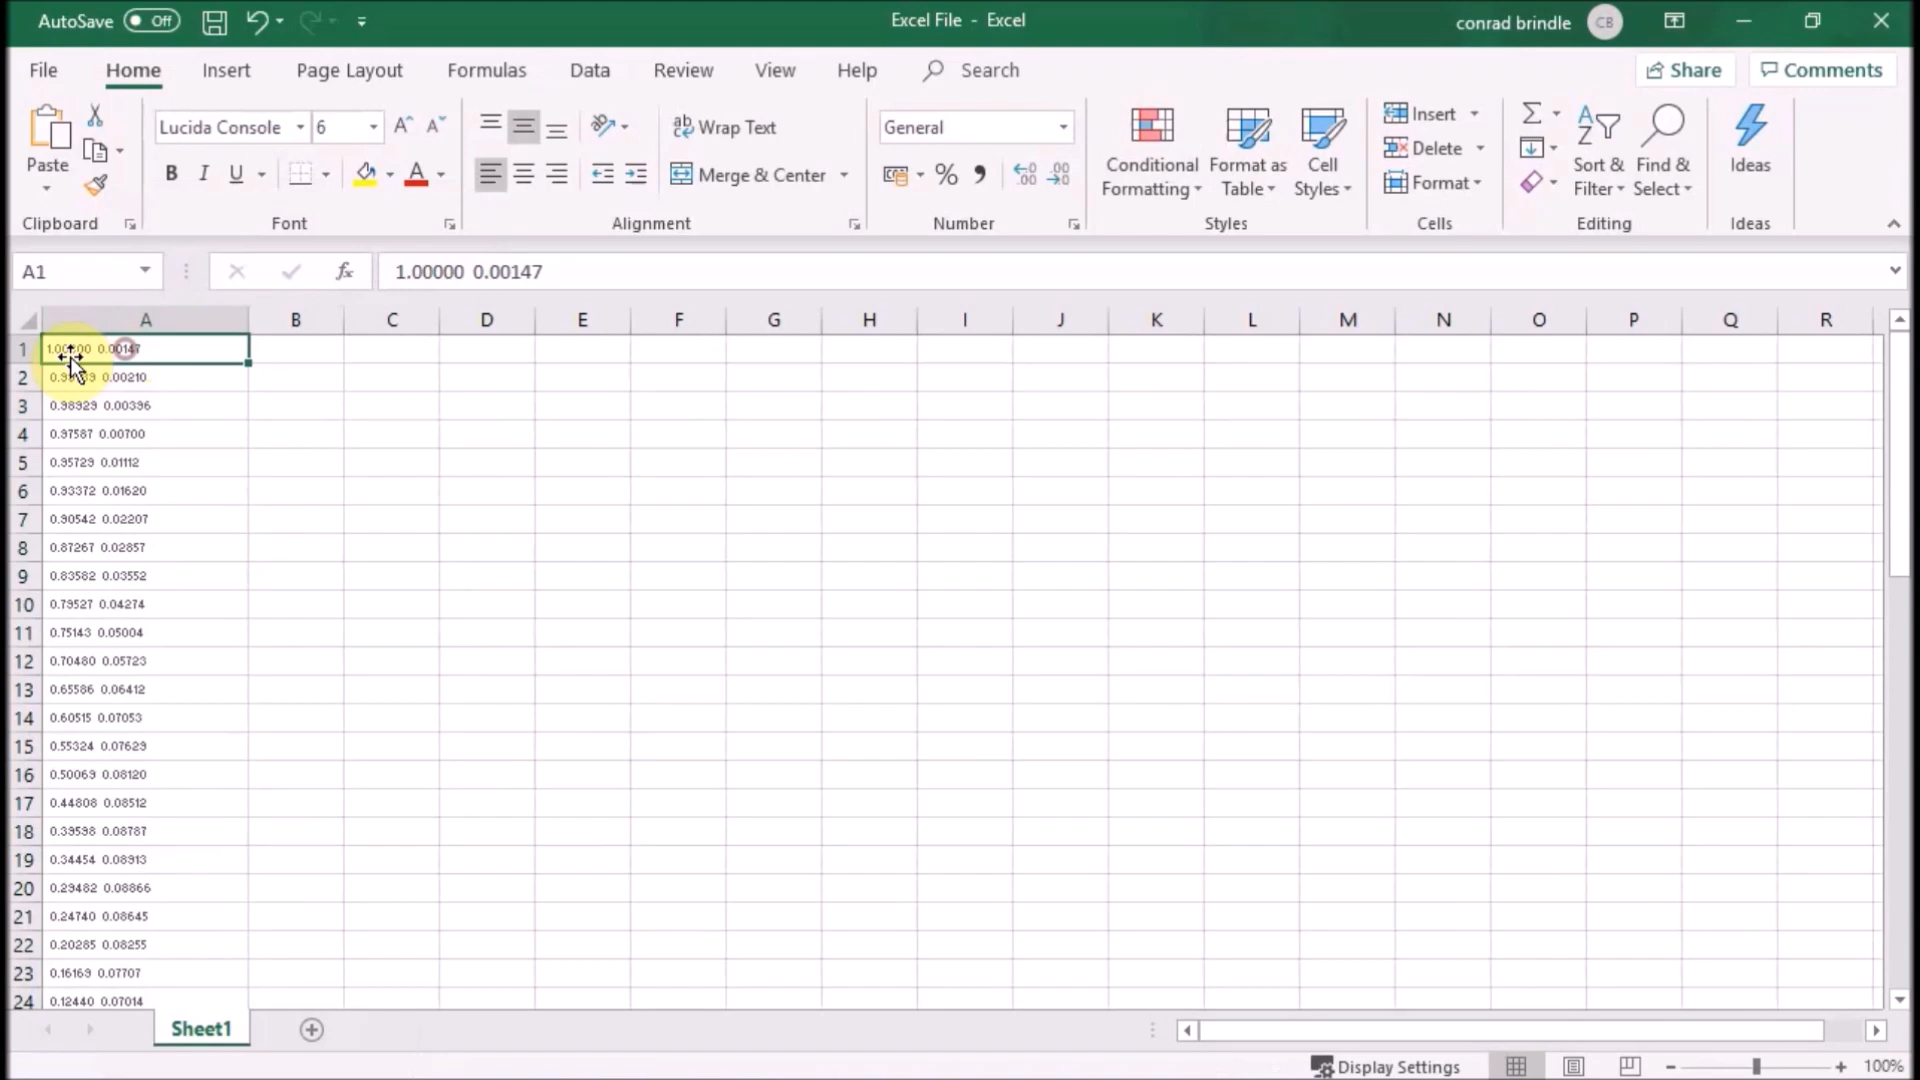 AutoSave Off Excel File - Excel conrad brindle CB
File Home Insert Page Layout Formulas Data Review View Help Search Share Comments
Paste Lucida Console 6 ab Wrap Text General Conditional Formatting Format as Table Cell Styles Insert Delete Format Sort & Filter Find & Select Ideas
B I U Merge & Center
Clipboard Font Alignment Number Styles Cells Editing Ideas
A1 fx 1.00000 0.00147
A B C D E F G H I J K L M N O P Q R
1 0.00147
2 0.00210
3 0.98929 0.00396
4 0.97587 0.00700
5 0.95729 0.01112
6 0.93372 0.01620
7 0.90542 0.02207
8 0.87267 0.02857
9 0.83582 0.03552
10 0.79527 0.04274
11 0.75143 0.05004
12 0.70480 0.05723
13 0.65586 0.06412
14 0.60515 0.07053
15 0.55324 0.07629
16 0.50069 0.08120
17 0.44808 0.08512
18 0.39598 0.08787
19 0.34454 0.08913
20 0.29482 0.08866
21 0.24740 0.08645
22 0.20285 0.08255
23 0.16169 0.07707
24 0.12440 0.07014
Sheet1
Display Settings 100%